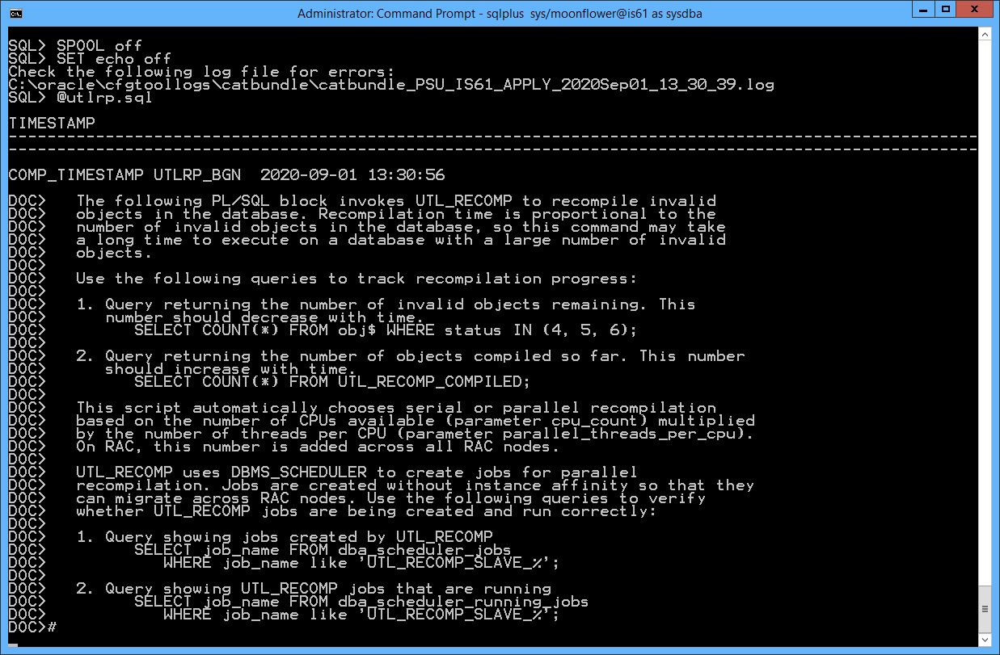 Administrator: Command Prompt - sqlplus  sys/moonflower@is61 as sysdba
SQL> SPOOL off
SQL> SET echo off
Check the following log file for errors:
C:\oracle\cfgtoollogs\catbundle\catbundle_PSU_IS61_APPLY_2020Sep01_13_30_39.log
SQL> @utlrp.sql
TIMESTAMP
----------------------------------------------------------------------------------------------------
----------------------------------------------------------------------------------------------------
COMP_TIMESTAMP UTLRP_BGN  2020-09-01 13:30:56
DOC>   The following PL/SQL block invokes UTL_RECOMP to recompile invalid
DOC>   objects in the database. Recompilation time is proportional to the
DOC>   number of invalid objects in the database, so this command may take
DOC>   a long time to execute on a database with a large number of invalid
DOC>   objects.
DOC>
DOC>   Use the following queries to track recompilation progress:
DOC>
DOC>   1. Query returning the number of invalid objects remaining. This
DOC>      number should decrease with time.
DOC>         SELECT COUNT(*) FROM obj$ WHERE status IN (4, 5, 6);
DOC>
DOC>   2. Query returning the number of objects compiled so far. This number
DOC>      should increase with time.
DOC>         SELECT COUNT(*) FROM UTL_RECOMP_COMPILED;
DOC>
DOC>   This script automatically chooses serial or parallel recompilation
DOC>   based on the number of CPUs available (parameter cpu_count) multiplied
DOC>   by the number of threads per CPU (parameter parallel_threads_per_cpu).
DOC>   On RAC, this number is added across all RAC nodes.
DOC>
DOC>   UTL_RECOMP uses DBMS_SCHEDULER to create jobs for parallel
DOC>   recompilation. Jobs are created without instance affinity so that they
DOC>   can migrate across RAC nodes. Use the following queries to verify
DOC>   whether UTL_RECOMP jobs are being created and run correctly:
DOC>
DOC>   1. Query showing jobs created by UTL_RECOMP
DOC>         SELECT job_name FROM dba_scheduler_jobs
DOC>            WHERE job_name like 'UTL_RECOMP_SLAVE_%';
DOC>
DOC>   2. Query showing UTL_RECOMP jobs that are running
DOC>         SELECT job_name FROM dba_scheduler_running_jobs
DOC>            WHERE job_name like 'UTL_RECOMP_SLAVE_%';
DOC>#